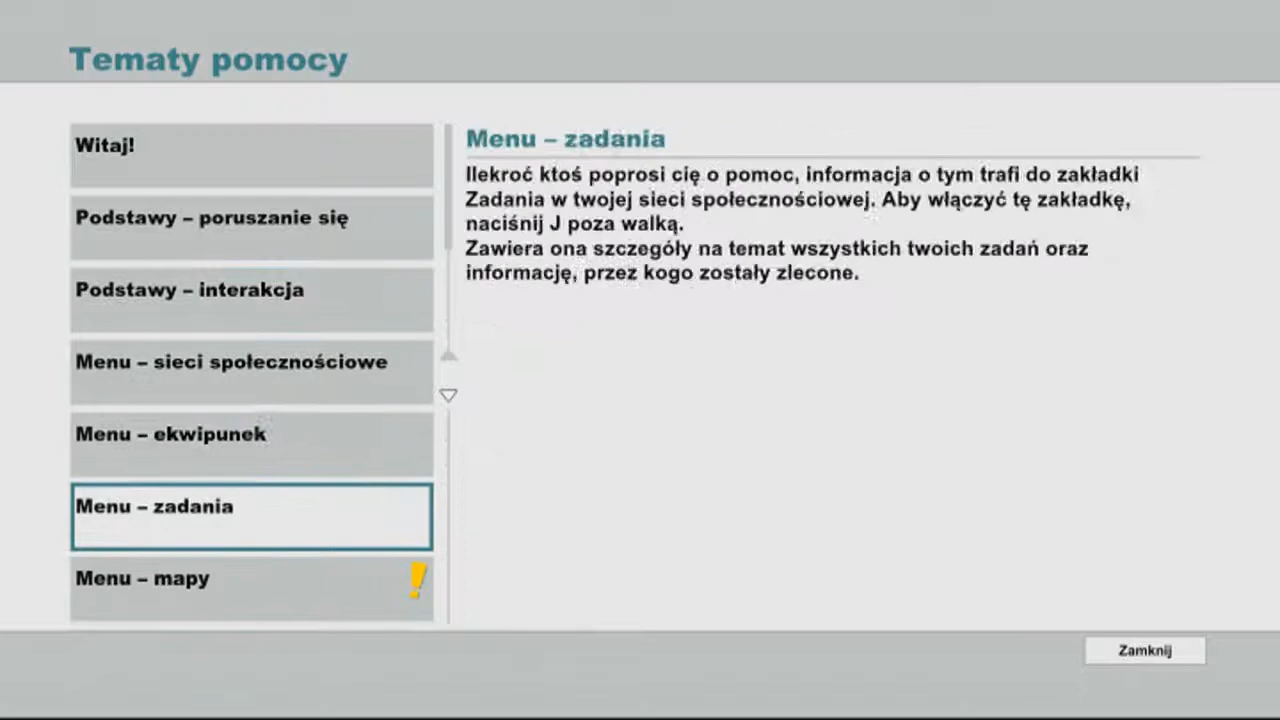 Tematy pomocy
Witaj!
Podstawy – poruszanie się
Podstawy – interakcja
Menu – sieci społecznościowe
Menu – ekwipunek
Menu – zadania
Menu – mapy
Menu – zadania
Ilekroć ktoś poprosi cię o pomoc, informacja o tym trafi do zakładki
Zadania w twojej sieci społecznościowej. Aby włączyć tę zakładkę,
naciśnij J poza walką.
Zawiera ona szczegóły na temat wszystkich twoich zadań oraz
informację, przez kogo zostały zlecone.
Zamknij